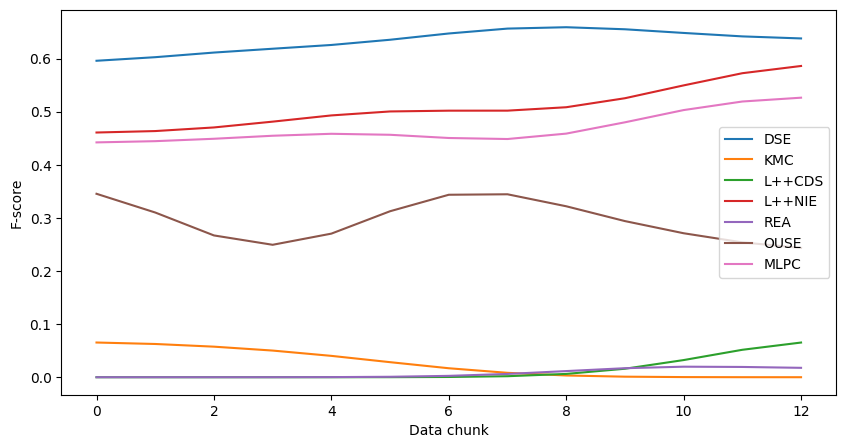 0.6
0.5
0.4
0.3
0.2
0.1
0.0
F-score
0
2
4
6
8
10
12
Data chunk
DSE
KMC
L++CDS
L++NIE
REA
OUSE
MLPC